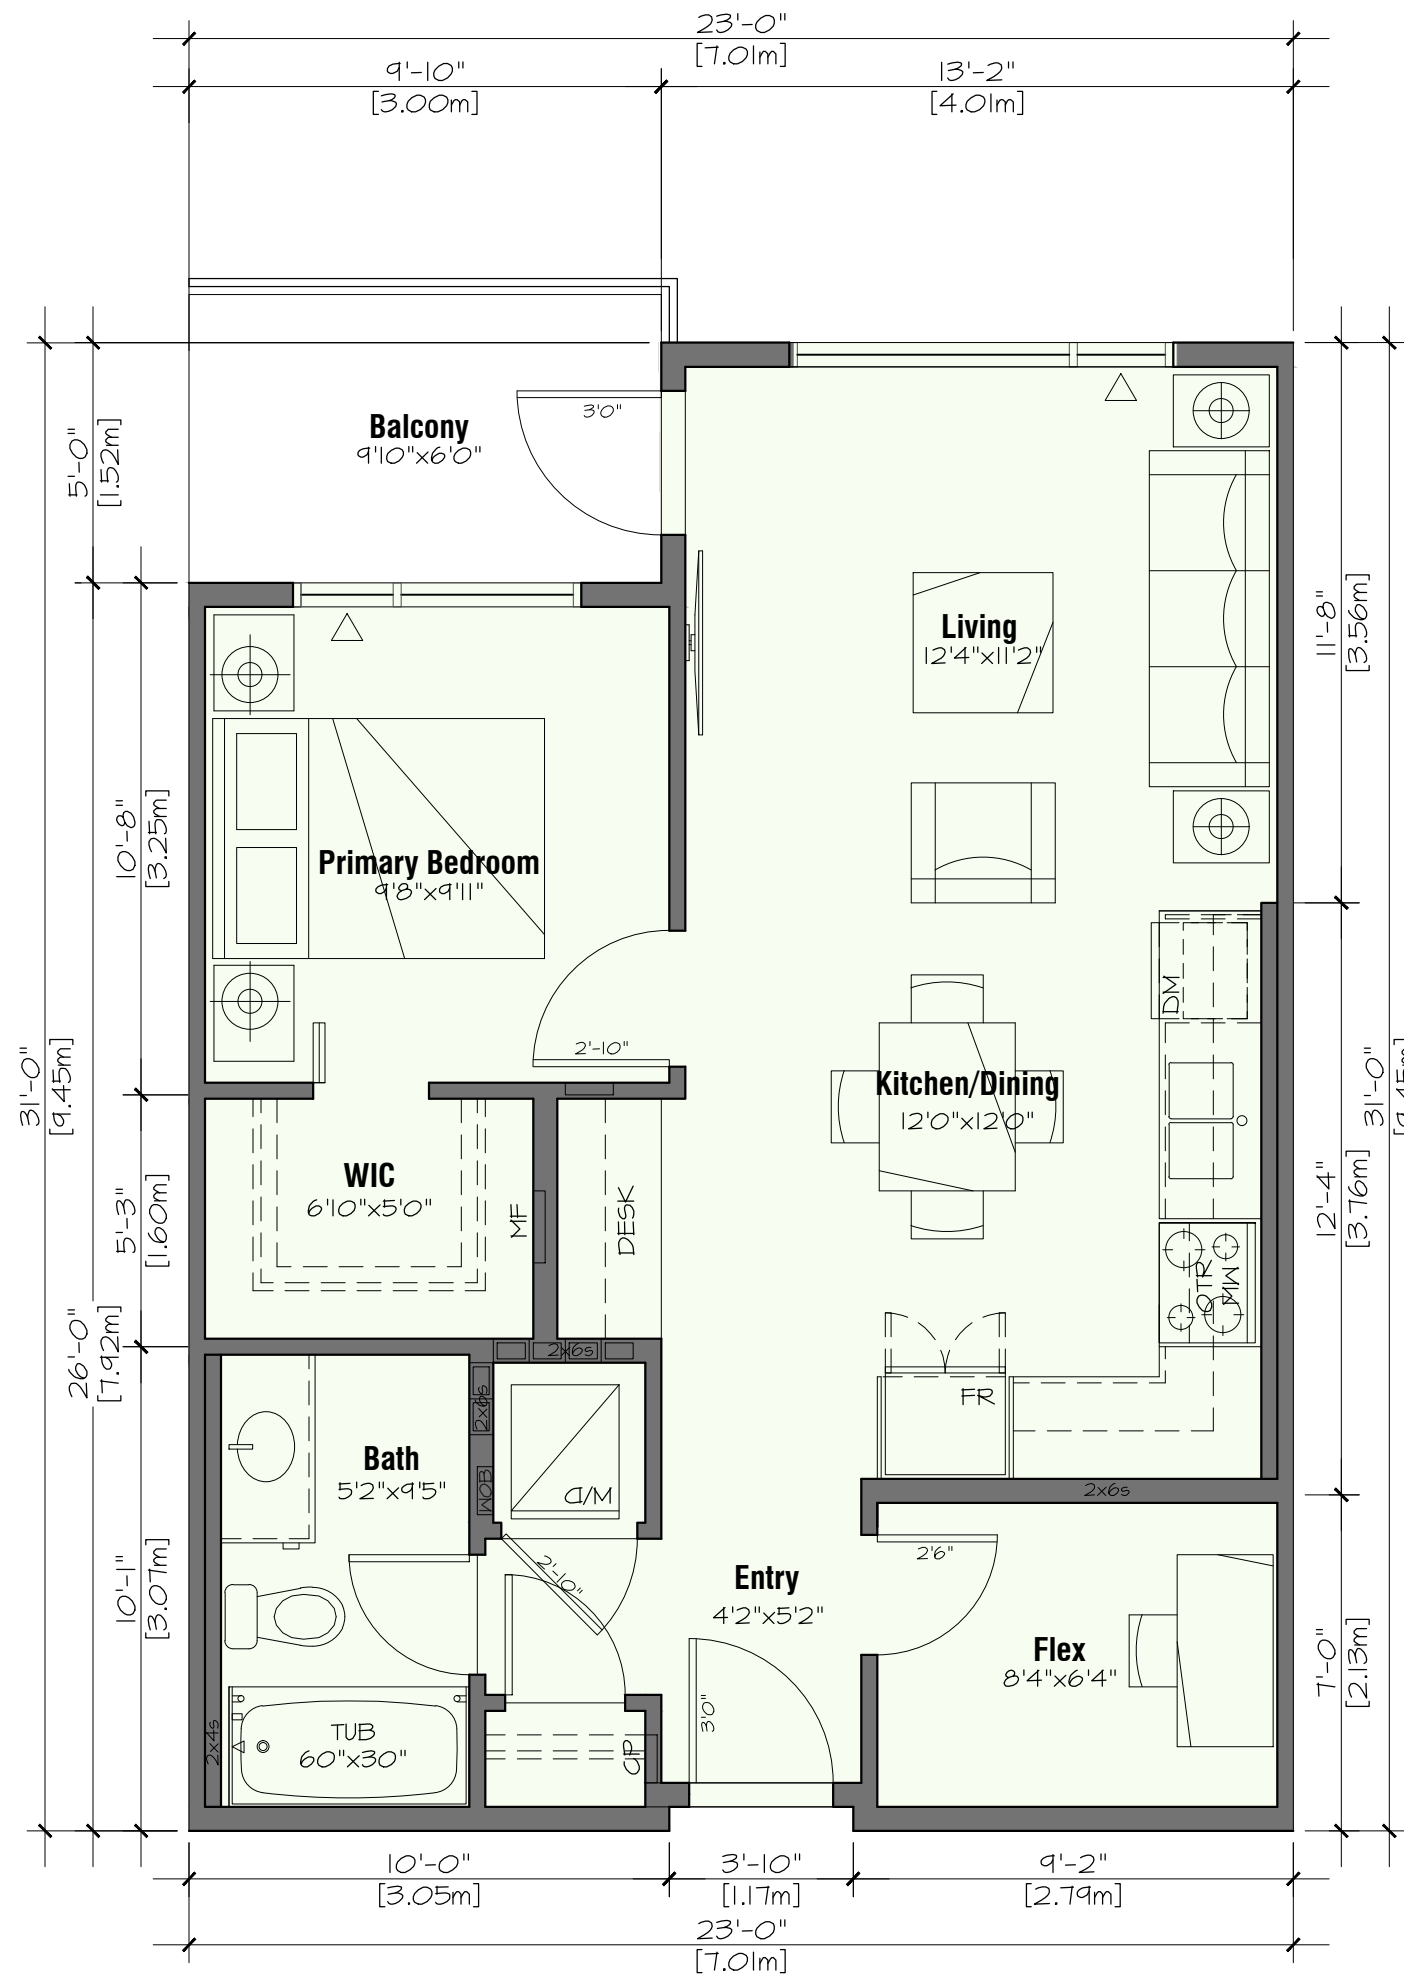 23'-0"
[7.01m]
9'-10"
[3.00m]
13'-2"
[4.01m]
Balcony
9'10"x6'0"
3'0"
5'-0"
[1.52m]
Living
12'4"x11'2"
11'-8"
[3.56m]
10'-8"
[3.25m]
Primary Bedroom
9'8"x9'11"
2'-10"
DW
Kitchen/Dining
12'0"x12'0"
31'-0"
[9.45m]
31'-0"
[9.45m]
WIC
6'10"x5'0"
MF
DESK
5'-3"
[1.60m]
12'-4"
[3.76m]
OTR
MW
26'-0"
[7.92m]
2x6s
2x6s
FR
Bath
5'2"x9'5"
WOB
D/W
2x6s
10'-1"
[3.07m]
2'-10"
2'6"
Entry
4'2"x5'2"
Flex
8'4"x6'4"
7'-0"
[2.13m]
3'0"
2x4s
TUB
60"x30"
CP
10'-0"
[3.05m]
3'-10"
[1.17m]
9'-2"
[2.79m]
23'-0"
[7.01m]